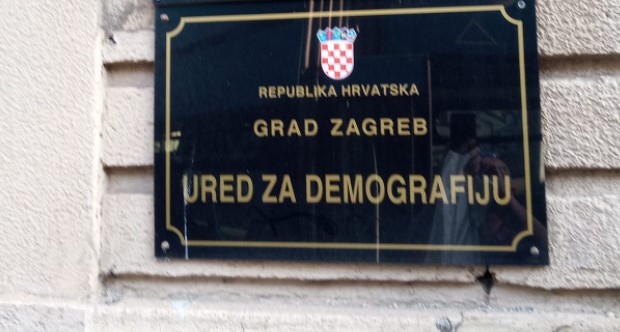 REPUBLIKA HRVATSKA
GRAD ZAGREB
URED ZA DEMOGRAFIJU